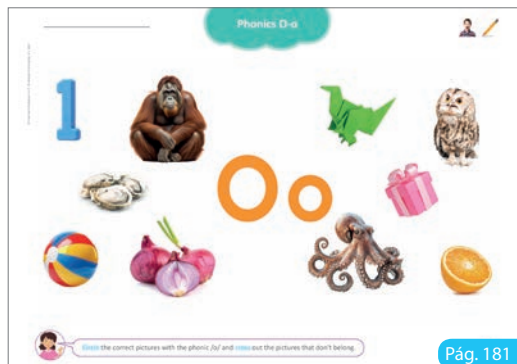 Phonics O-o
1
O o
Circle the correct pictures with the phonic /o/ and cross out the pictures that don't belong.
Pág. 181